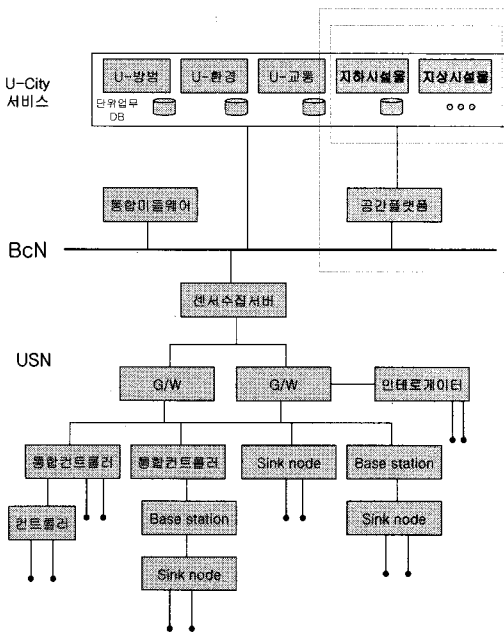 U-방범
U-환경
U-교통
지하시설물
지상시설물
U-City
서비스
단위업무
DB
통합미들웨어
공간플랫폼
BcN
센서수집서버
USN
G/W
G/W
인테로게이터
통합컨트롤러
통합컨트롤러
Sink node
Base station
컨트롤러
Base station
Sink node
Sink node